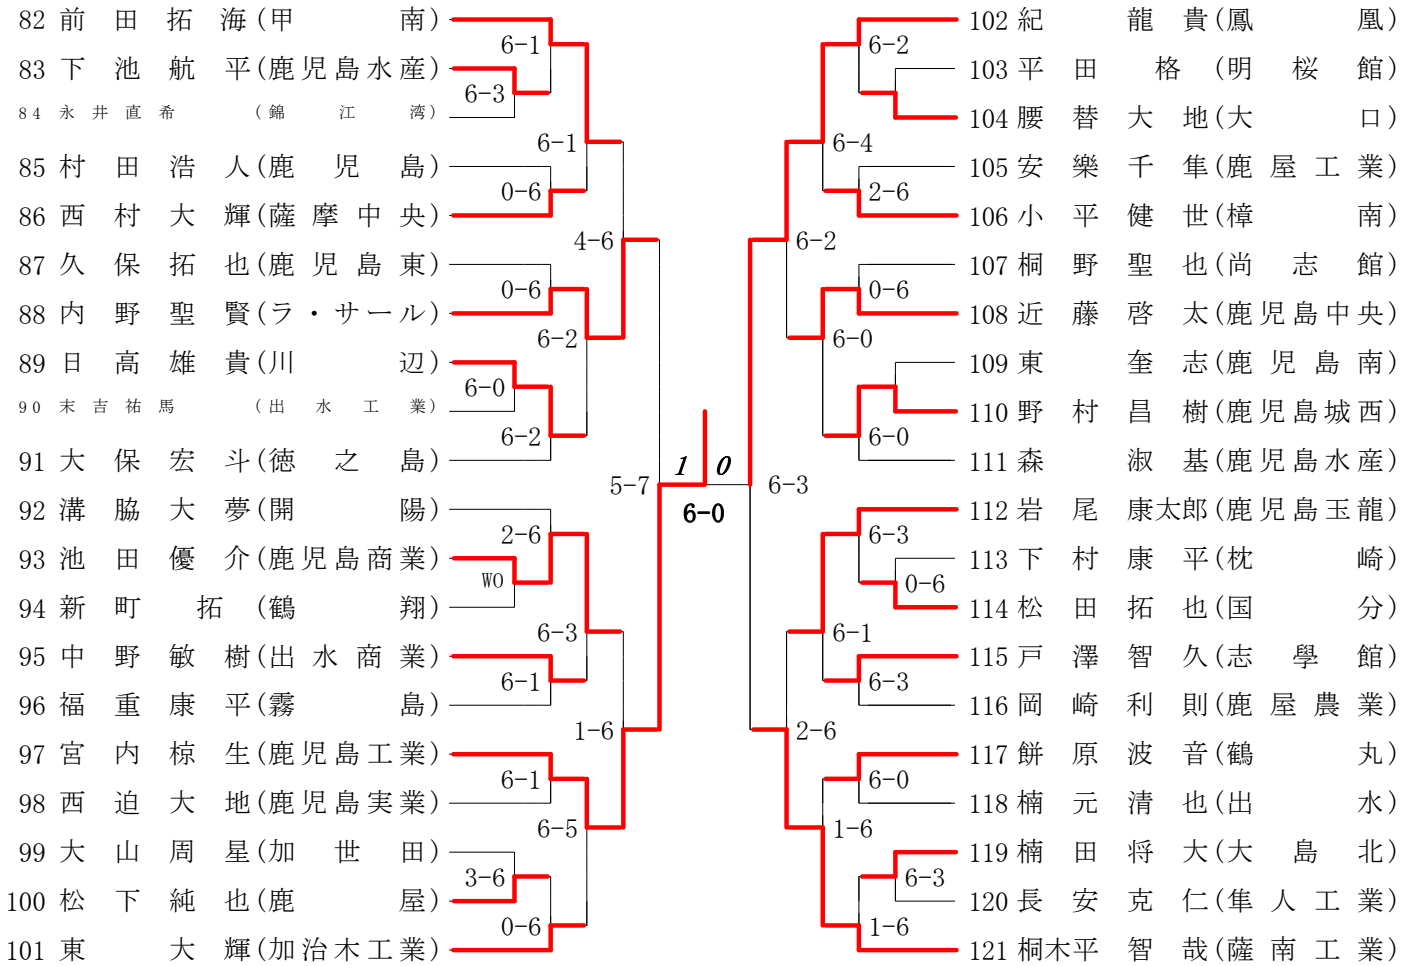 82 前田拓海(甲南)
83 下池航平(鹿児島水産)
84 永井直希(錦江湾)
85 村田浩人(鹿児島)
86 西村大輝(薩摩中央)
87 久保拓也(鹿児島東)
88 内野聖賢(ラ・サール)
89 日高雄貴(川辺)
90 末吉祐馬(出水工業)
91 大保宏斗(徳之島)
92 溝脇大夢(開陽)
93 池田優介(鹿児島商業)
94 新町拓(鶴翔)
95 中野敏樹(出水商業)
96 福重康平(霧島)
97 宮内椋生(鹿児島工業)
98 西迫大地(鹿児島実業)
99 大山周星(加世田)
100 松下純也(鹿屋)
101 東大輝(加治木工業)
6-1
6-3
6-1
0-6
4-6
0-6
6-2
6-0
6-2
5-7
2-6
WO
6-3
6-1
1-6
6-1
6-5
3-6
0-6
1 0
6-0
6-2
6-4
2-6
6-2
0-6
6-0
6-0
6-3
6-3
0-6
6-1
6-3
2-6
6-0
1-6
6-3
1-6
102 紀龍貴(鳳凰)
103 平田格(明桜館)
104 腰替大地(大口)
105 安樂千隼(鹿屋工業)
106 小平健世(樟南)
107 桐野聖也(尚志館)
108 近藤啓太(鹿児島中央)
109 東奎志(鹿児島南)
110 野村昌樹(鹿児島城西)
111 森淑基(鹿児島水産)
112 岩尾康太郎(鹿児島玉龍)
113 下村康平(枕崎)
114 松田拓也(国分)
115 戸澤智久(志學館)
116 岡崎利則(鹿屋農業)
117 餅原波音(鶴丸)
118 楠元清也(出水)
119 楠田将大(大島北)
120 長安克仁(隼人工業)
121 桐木平智哉(薩南工業)